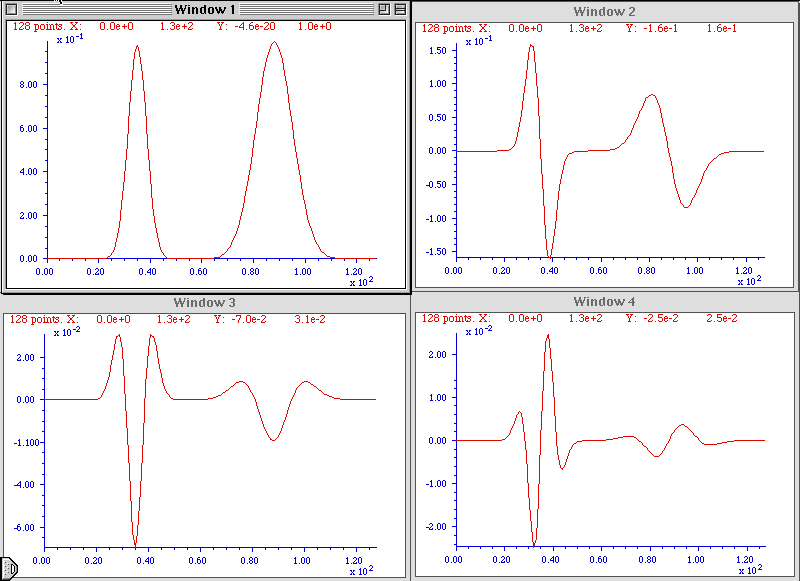 Window 1
128 points. X: 0.0e+0 1.3e+2 Y: -4.6e-20 1.0e+0
x 10-1
8.00
6.00
4.00
2.00
0.00
0.00 0.20 0.40 0.60 0.80 1.00 1.20
x 10 2
Window 2
128 points. X: 0.0e+0 1.3e+2 Y: -1.6e-1 1.6e-1
x 10-1
1.50
1.00
0.50
0.00
-0.50
-1.00
-1.50
0.00 0.20 0.40 0.60 0.80 1.00 1.20
x 10 2
Window 3
128 points. X: 0.0e+0 1.3e+2 Y: -7.0e-2 3.1e-2
x 10-2
2.00
0.00
-1.100
-4.00
-6.00
0.00 0.20 0.40 0.60 0.80 1.00 1.20
x 10 2
Window 4
128 points. X: 0.0e+0 1.3e+2 Y: -2.5e-2 2.5e-2
x 10-2
2.00
1.00
0.00
-1.00
-2.00
0.00 0.20 0.40 0.60 0.80 1.00 1.20
x 10 2